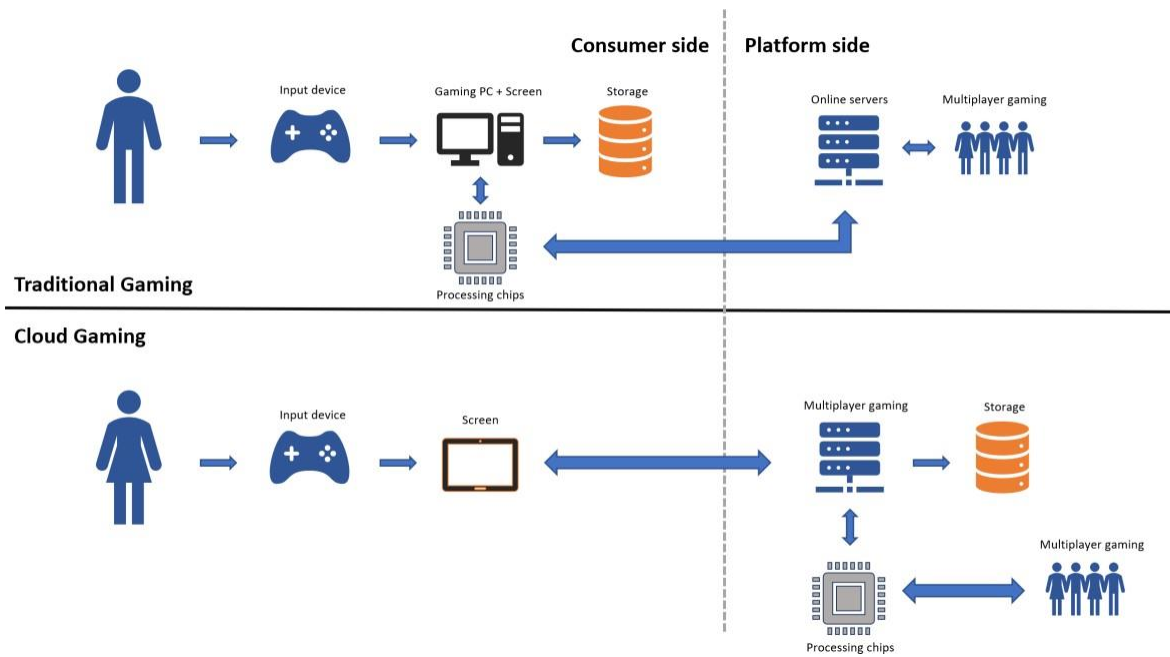 Consumer side
Platform side
Input device
Gaming PC + Screen
Storage
Online servers
Multiplayer gaming
Processing chips
Traditional Gaming
Cloud Gaming
Input device
Screen
Multiplayer gaming
Storage
Multiplayer gaming
Processing chips